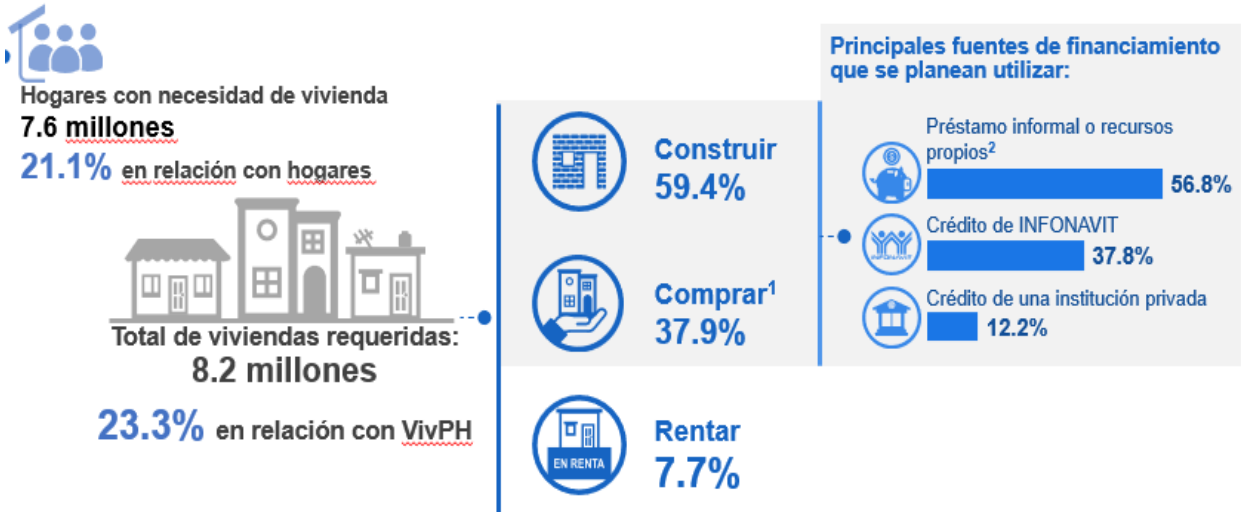 Hogares con necesidad de vivienda
7.6 millones
21.1% en relación con hogares
Total de viviendas requeridas:
8.2 millones
23.3% en relación con VivPH
Construir
59.4%
Comprar¹
37.9%
EN RENTA
Rentar
7.7%
Principales fuentes de financiamiento
que se planean utilizar:
Préstamo informal o recursos
propios²
56.8%
Crédito de INFONAVIT
INFONAVIT
37.8%
Crédito de una institución privada
12.2%